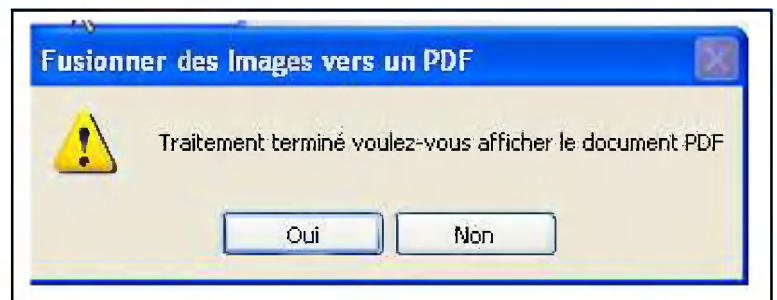 Fusionner des Images vers un PDF
Traitement terminé voulez-vous afficher le document PDF
Oui
Non